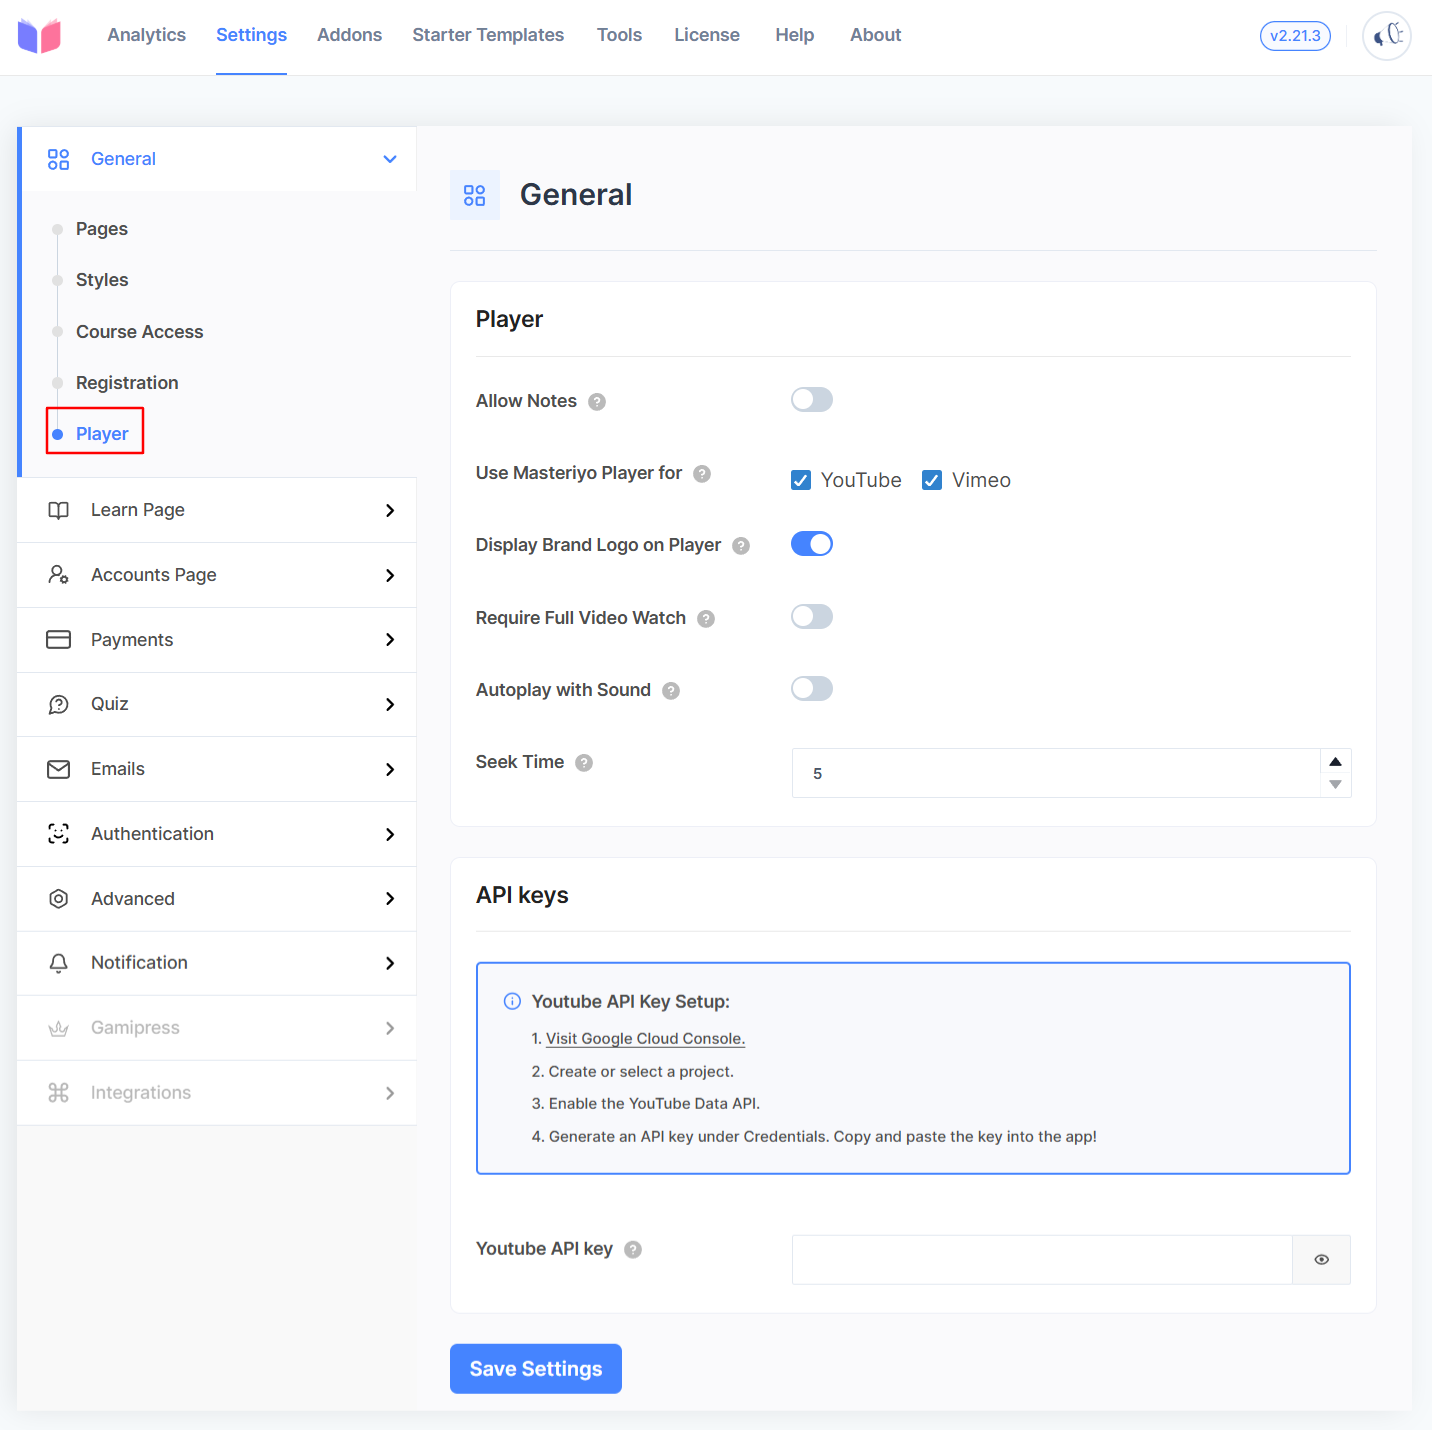 Analytics Settings Addons Starter Templates Tools License Help About v2.21.3
General
Pages
Styles
Course Access
Registration
Player
Learn Page
Accounts Page
Payments
Quiz
Emails
Authentication
Advanced
Notification
Gamipress
Integrations
General
Player
Allow Notes ?
Use Masteriyo Player for ? YouTube Vimeo
Display Brand Logo on Player ?
Require Full Video Watch ?
Autoplay with Sound ?
Seek Time ? 5
API keys
Youtube API Key Setup:
1. Visit Google Cloud Console.
2. Create or select a project.
3. Enable the YouTube Data API.
4. Generate an API key under Credentials. Copy and paste the key into the app!
Youtube API key ?
Save Settings